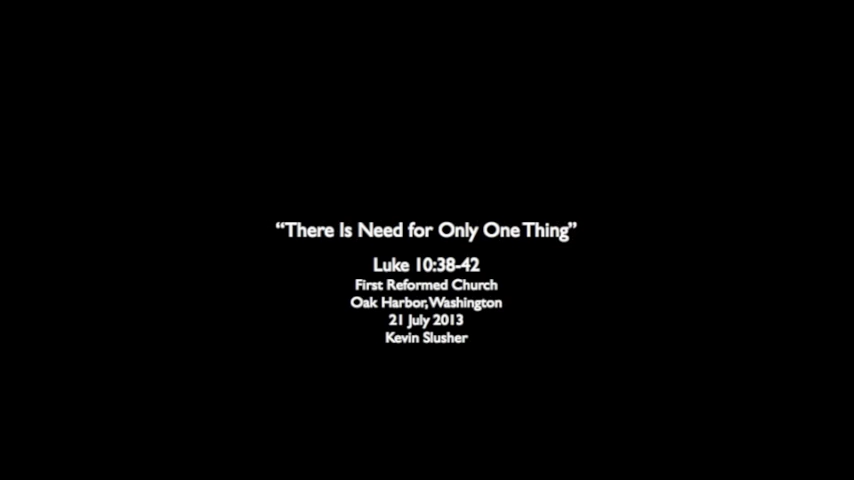 “There Is Need for Only One Thing”
Luke 10:38-42
First Reformed Church
Oak Harbor, Washington
21 July 2013
Kevin Slusher